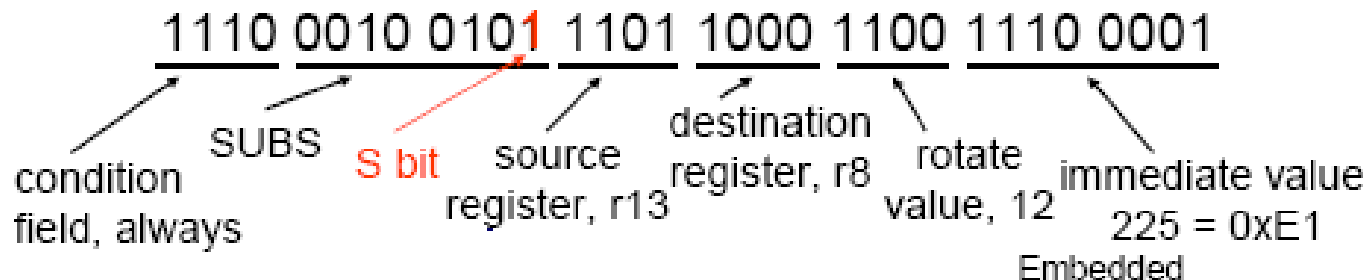 1110 0010 0101 1101 1000 1100 1110 0001
SUBS
S bit
condition
field, always
source
register, r13
destination
register, r8
rotate
value, 12
immediate value
225 = 0xE1
Embedded